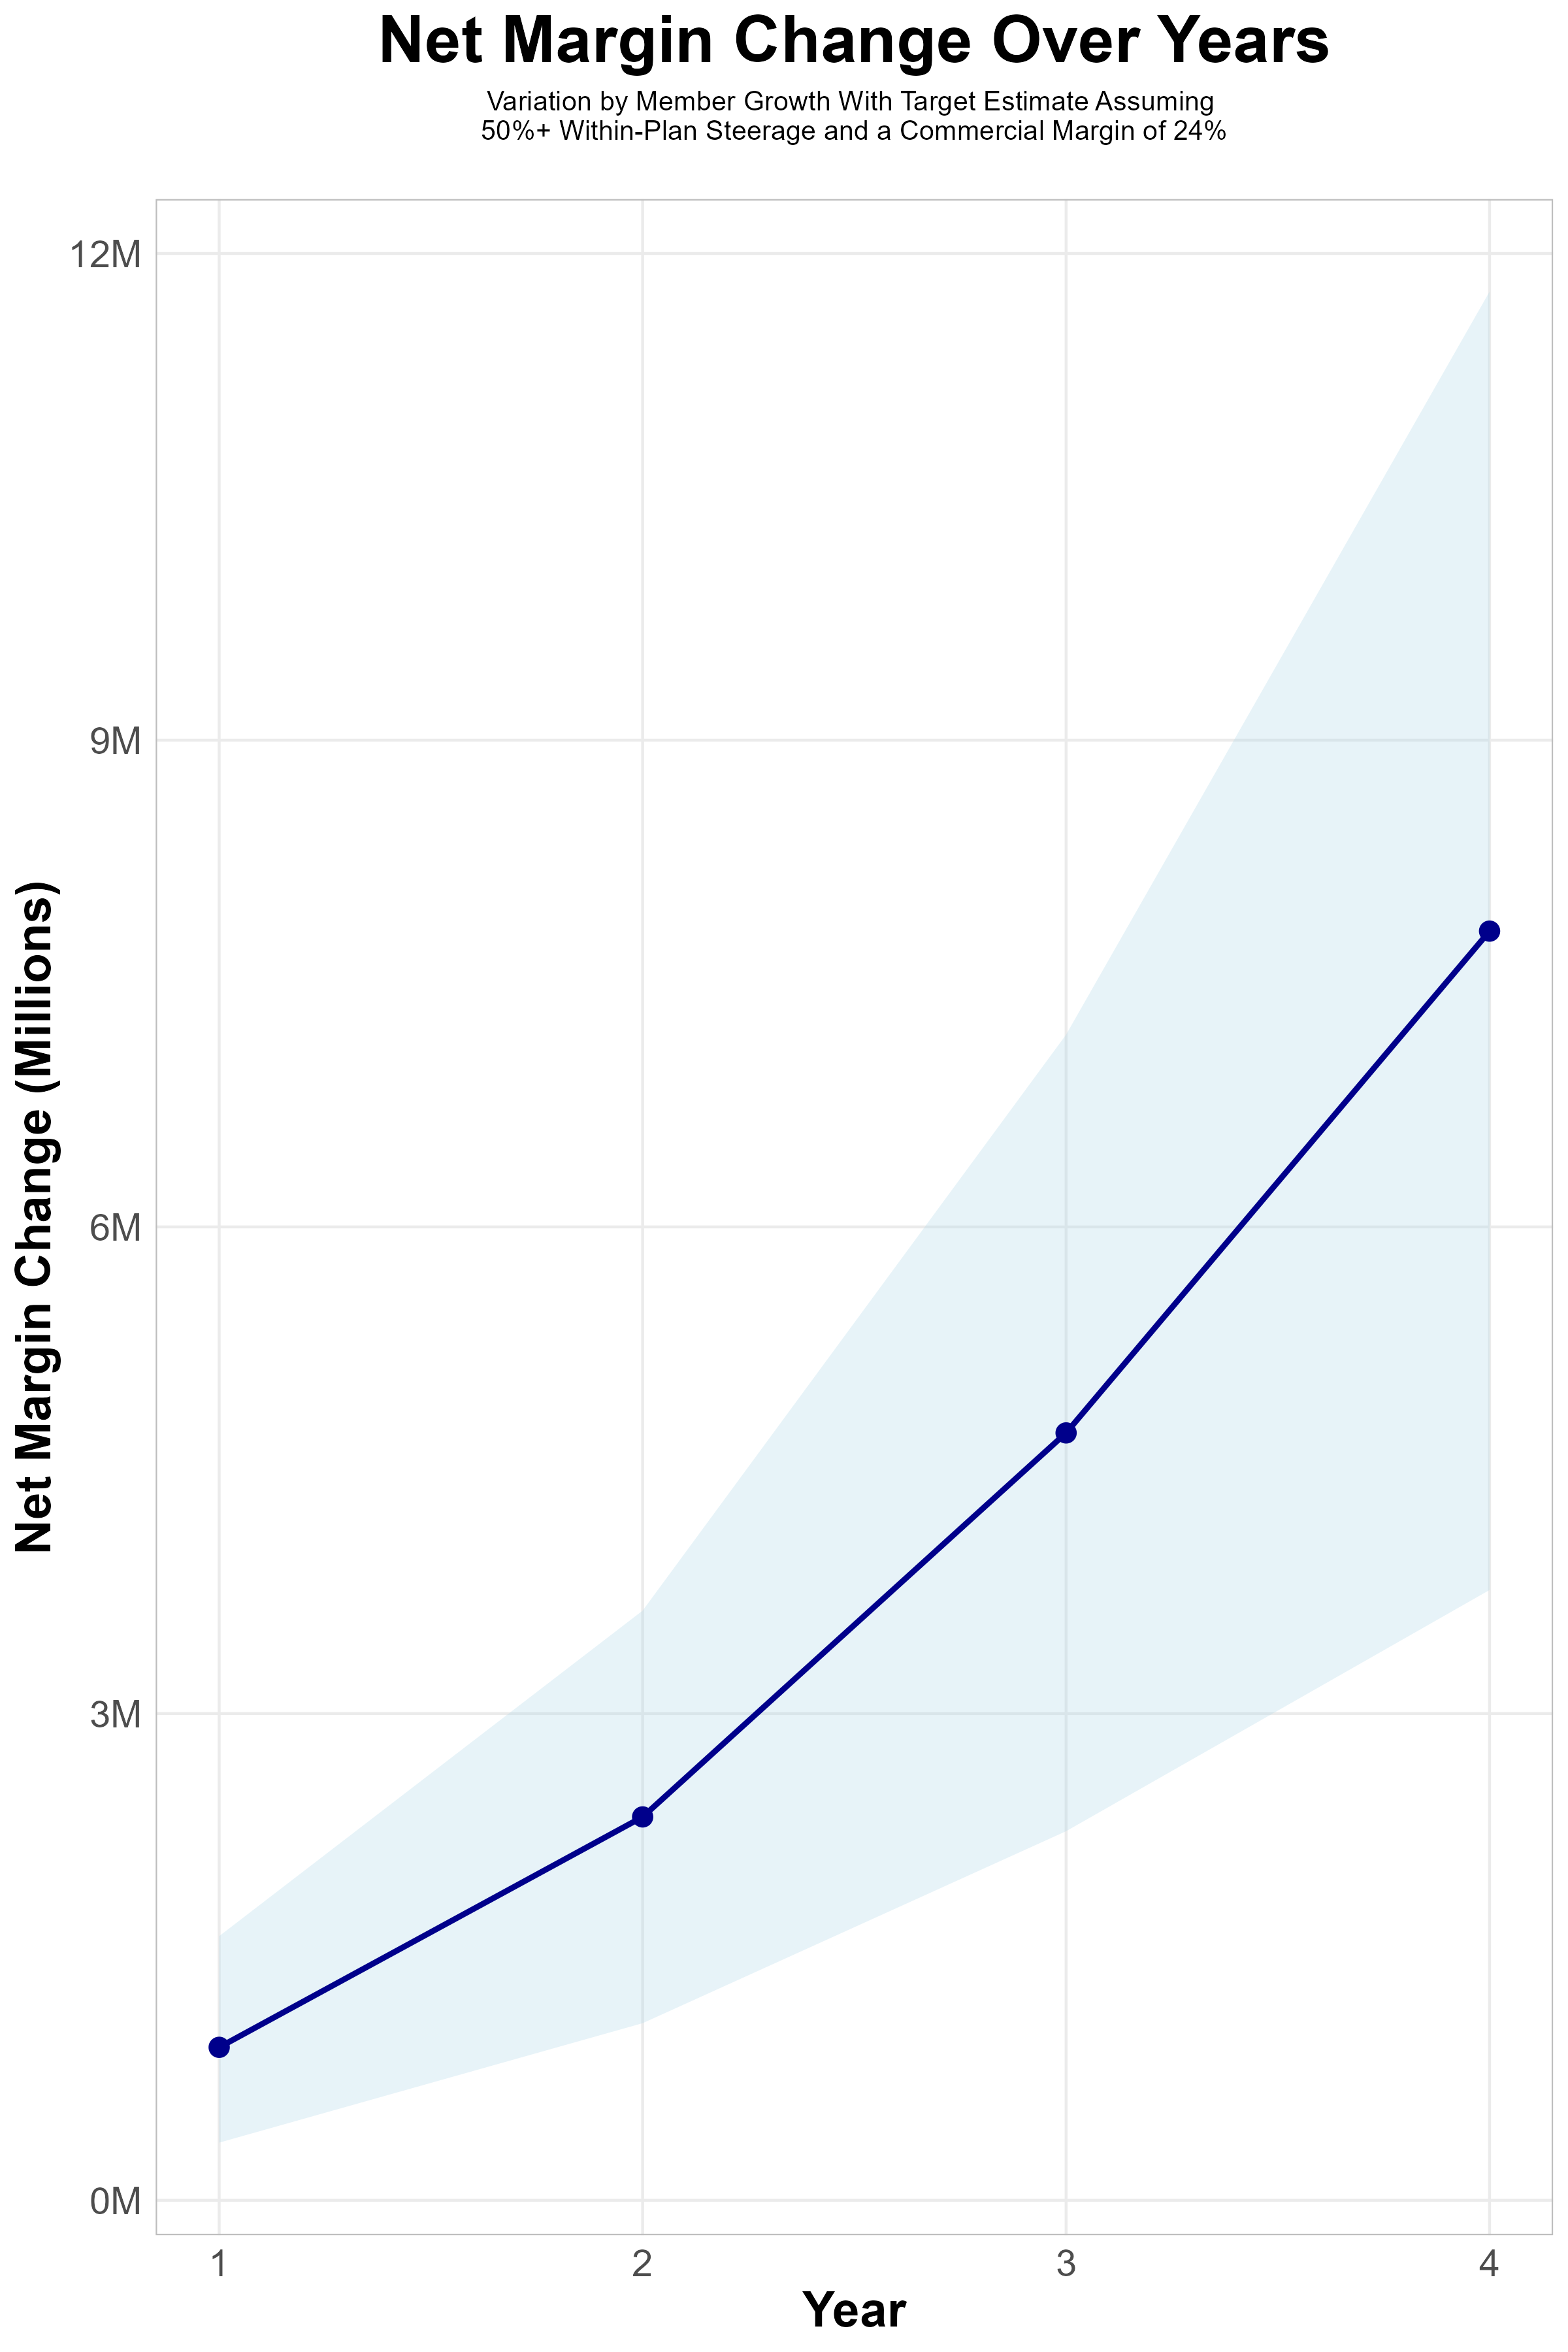 Net Margin Change Over Years
Variation by Member Growth With Target Estimate Assuming
50%+ Within-Plan Steerage and a Commercial Margin of 24%
12M
9M
6M
3M
0M
Net Margin Change (Millions)
1
2
3
4
Year